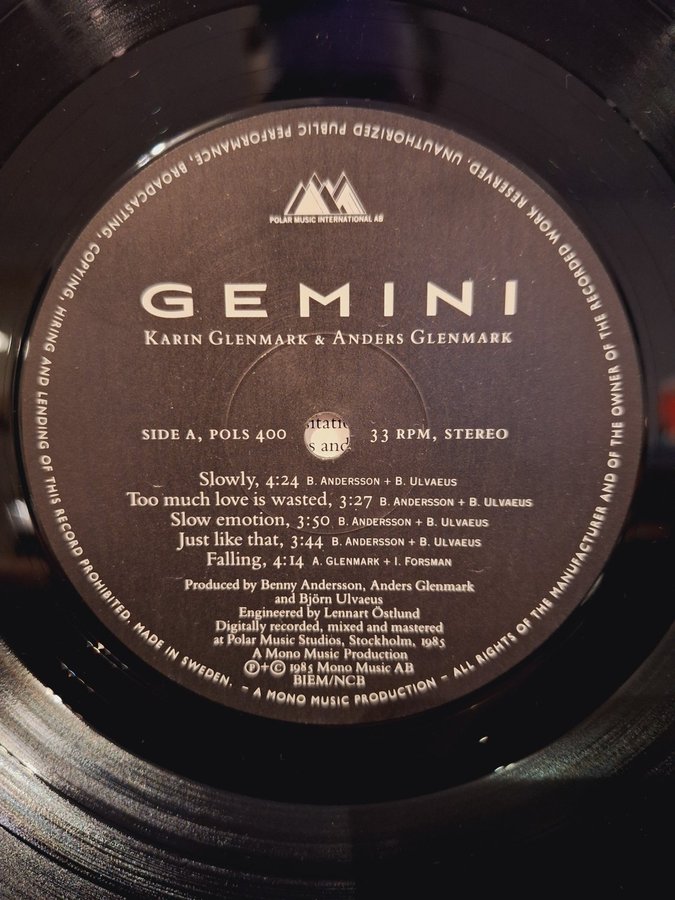 POLAR MUSIC INTERNATIONAL AB
GEMINI
KARIN GLENMARK & ANDERS GLENMARK
SIDE A, POLS 400
33 RPM, STEREO
Slowly, 4:24 B. ANDERSSON + B. ULVAEUS
Too much love is wasted, 3:27 B. ANDERSSON + B. ULVAEUS
Slow emotion, 3:50 B. ANDERSSON + B. ULVAEUS
Just like that, 3:44 B. ANDERSSON + B. ULVAEUS
Falling, 4:14 A. GLENMARK + I. FORSMAN
Produced by Benny Andersson, Anders Glenmark
and Björn Ulvaeus
Engineered by Lennart Östlund
Digitally recorded, mixed and mastered
at Polar Music Studios, Stockholm, 1985
A Mono Music Production
Ⓟ+© 1985 Mono Music AB
BIEM/NCB
– A MONO MUSIC PRODUCTION – ALL RIGHTS OF THE MANUFACTURER AND OF THE OWNER OF THE RECORDED WORK RESERVED. UNAUTHORIZED PUBLIC PERFORMANCE, BROADCASTING, COPYING, HIRING AND LENDING OF THIS RECORD PROHIBITED. MADE IN SWEDEN.